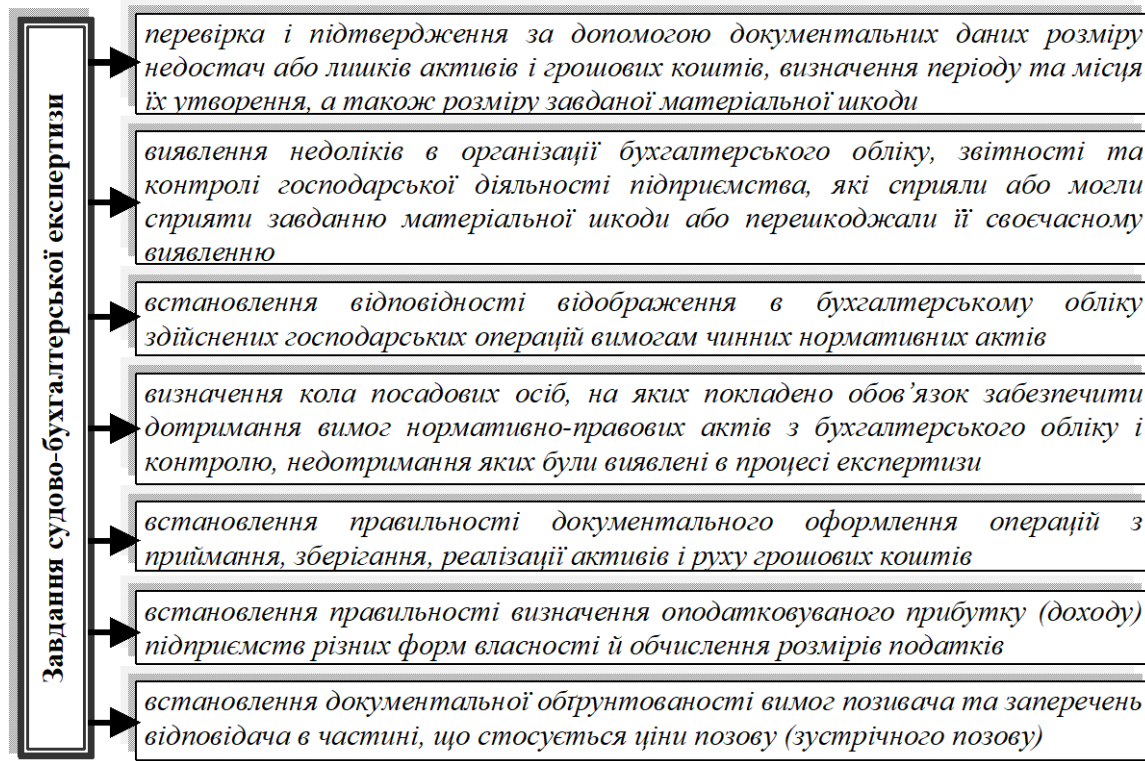 Завдання судово-бухгалтерської експертизи
перевірка і підтвердження за допомогою документальних даних розміру
недостач або лишків активів і грошових коштів, визначення періоду та місця
їх утворення, а також розміру завданої матеріальної шкоди
виявлення недоліків в організації бухгалтерського обліку, звітності та
контролі господарської діяльності підприємства, які сприяли або могли
сприяти завданню матеріальної шкоди або перешкоджали її своєчасному
виявленню
встановлення відповідності відображення в бухгалтерському обліку
здійснених господарських операцій вимогам чинних нормативних актів
визначення кола посадових осіб, на яких покладено обов’язок забезпечити
дотримання вимог нормативно-правових актів з бухгалтерського обліку і
контролю, недотримання яких були виявлені в процесі експертизи
встановлення правильності документального оформлення операцій з
приймання, зберігання, реалізації активів і руху грошових коштів
встановлення правильності визначення оподатковуваного прибутку (доходу)
підприємств різних форм власності й обчислення розмірів податків
встановлення документальної обґрунтованості вимог позивача та заперечень
відповідача в частині, що стосується ціни позову (зустрічного позову)